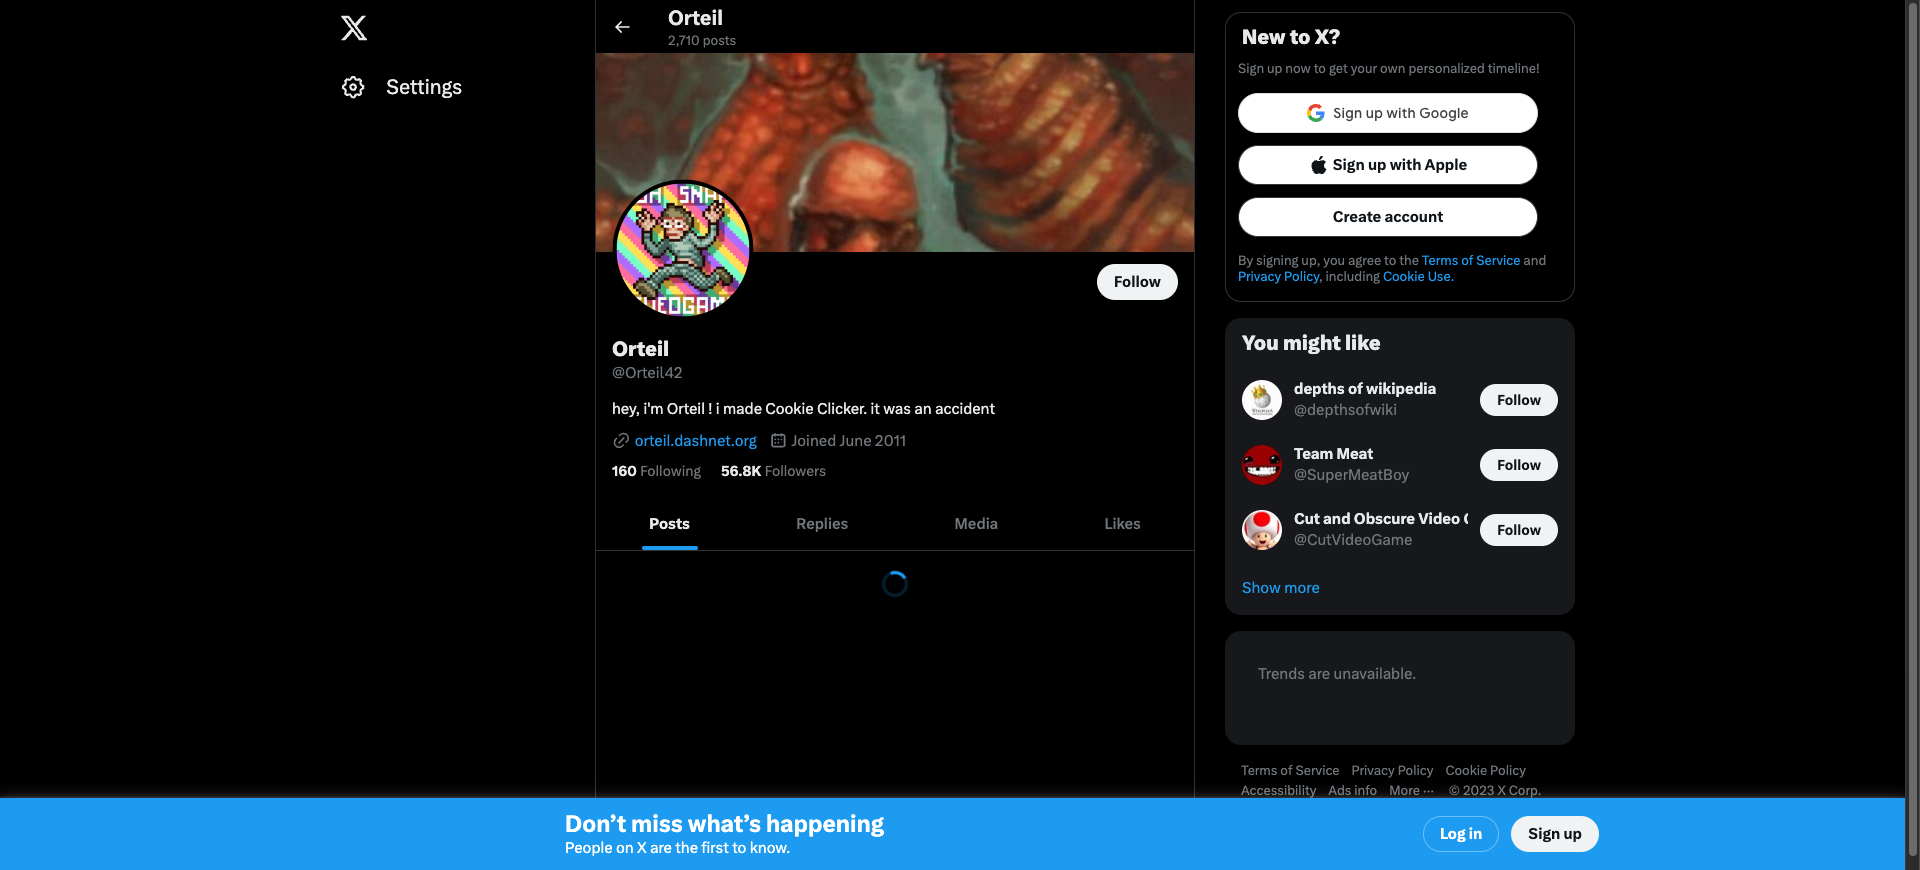 Settings
Orteil
2,710 posts
Follow
Orteil
@Orteil42
hey, i'm Orteil ! i made Cookie Clicker. it was an accident
orteil.dashnet.org Joined June 2011
160 Following 56.8K Followers
Posts Replies Media Likes
New to X?
Sign up now to get your own personalized timeline!
Sign up with Google
Sign up with Apple
Create account
By signing up, you agree to the Terms of Service and
Privacy Policy, including Cookie Use.
You might like
depths of wikipedia
@depthsofwiki
Follow
Team Meat
@SuperMeatBoy
Follow
Cut and Obscure Video
@CutVideoGame
Follow
Show more
Trends are unavailable.
Terms of Service Privacy Policy Cookie Policy
Accessibility Ads info More ··· © 2023 X Corp.
Don’t miss what’s happening
People on X are the first to know.
Log in
Sign up